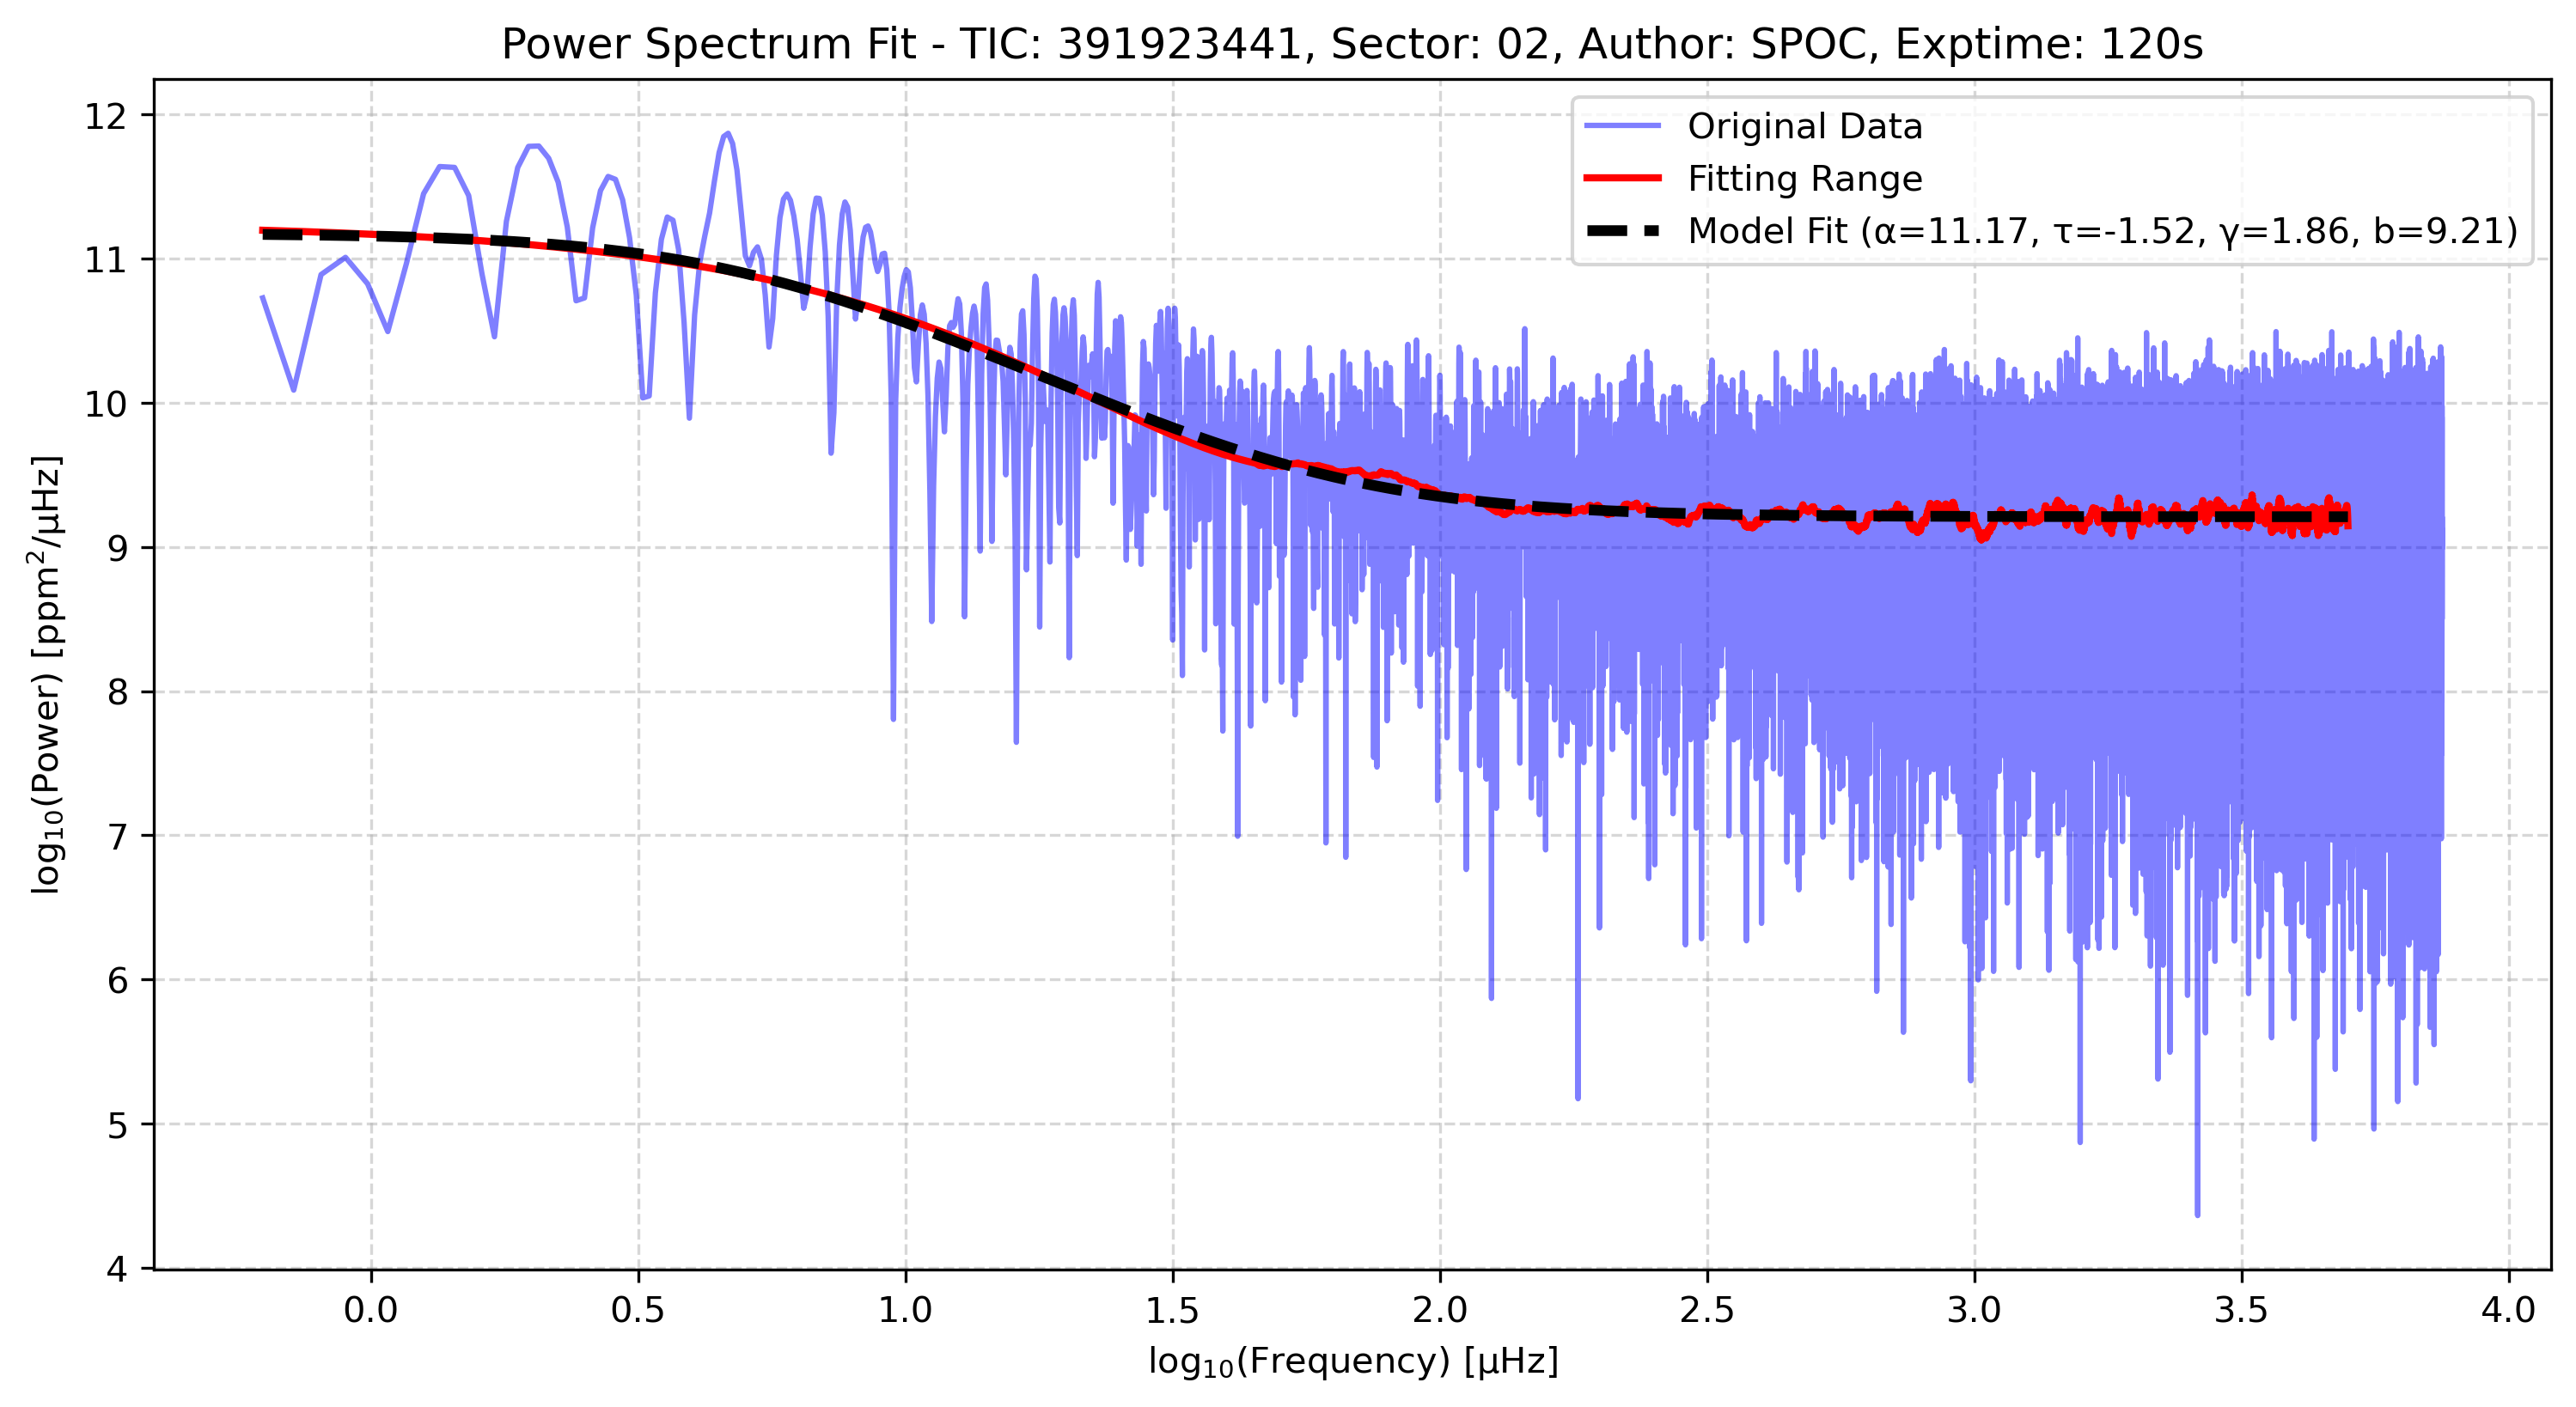 Power Spectrum Fit - TIC: 391923441, Sector: 02, Author: SPOC, Exptime: 120s
Original Data
Fitting Range
Model Fit (α=11.17, τ=-1.52, γ=1.86, b=9.21)
log₁₀(Power) [ppm²/μHz]
12
11
10
9
8
7
6
5
4
0.0 0.5 1.0 1.5 2.0 2.5 3.0 3.5 4.0
log₁₀(Frequency) [μHz]